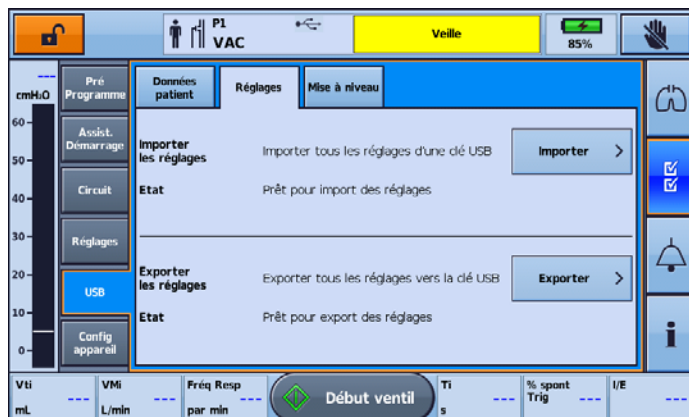 P1
VAC
Veille
85%
cmH2O
60
50
40
30
20
10
0
Pré
Programme
Assist.
Démarrage
Circuit
Réglages
USB
Config
appareil
Données
patient
Réglages
Mise à niveau
Importer
les réglages
Importer tous les réglages d'une clé USB
Importer >
Etat
Prêt pour import des réglages
Exporter
les réglages
Exporter tous les réglages vers la clé USB
Exporter >
Etat
Prêt pour export des réglages
i
Vti
---
mL
VMi
---
L/min
Fréq Resp
---
par min
Début ventil
Ti
---
s
% spont
Trig
---
I/E
---